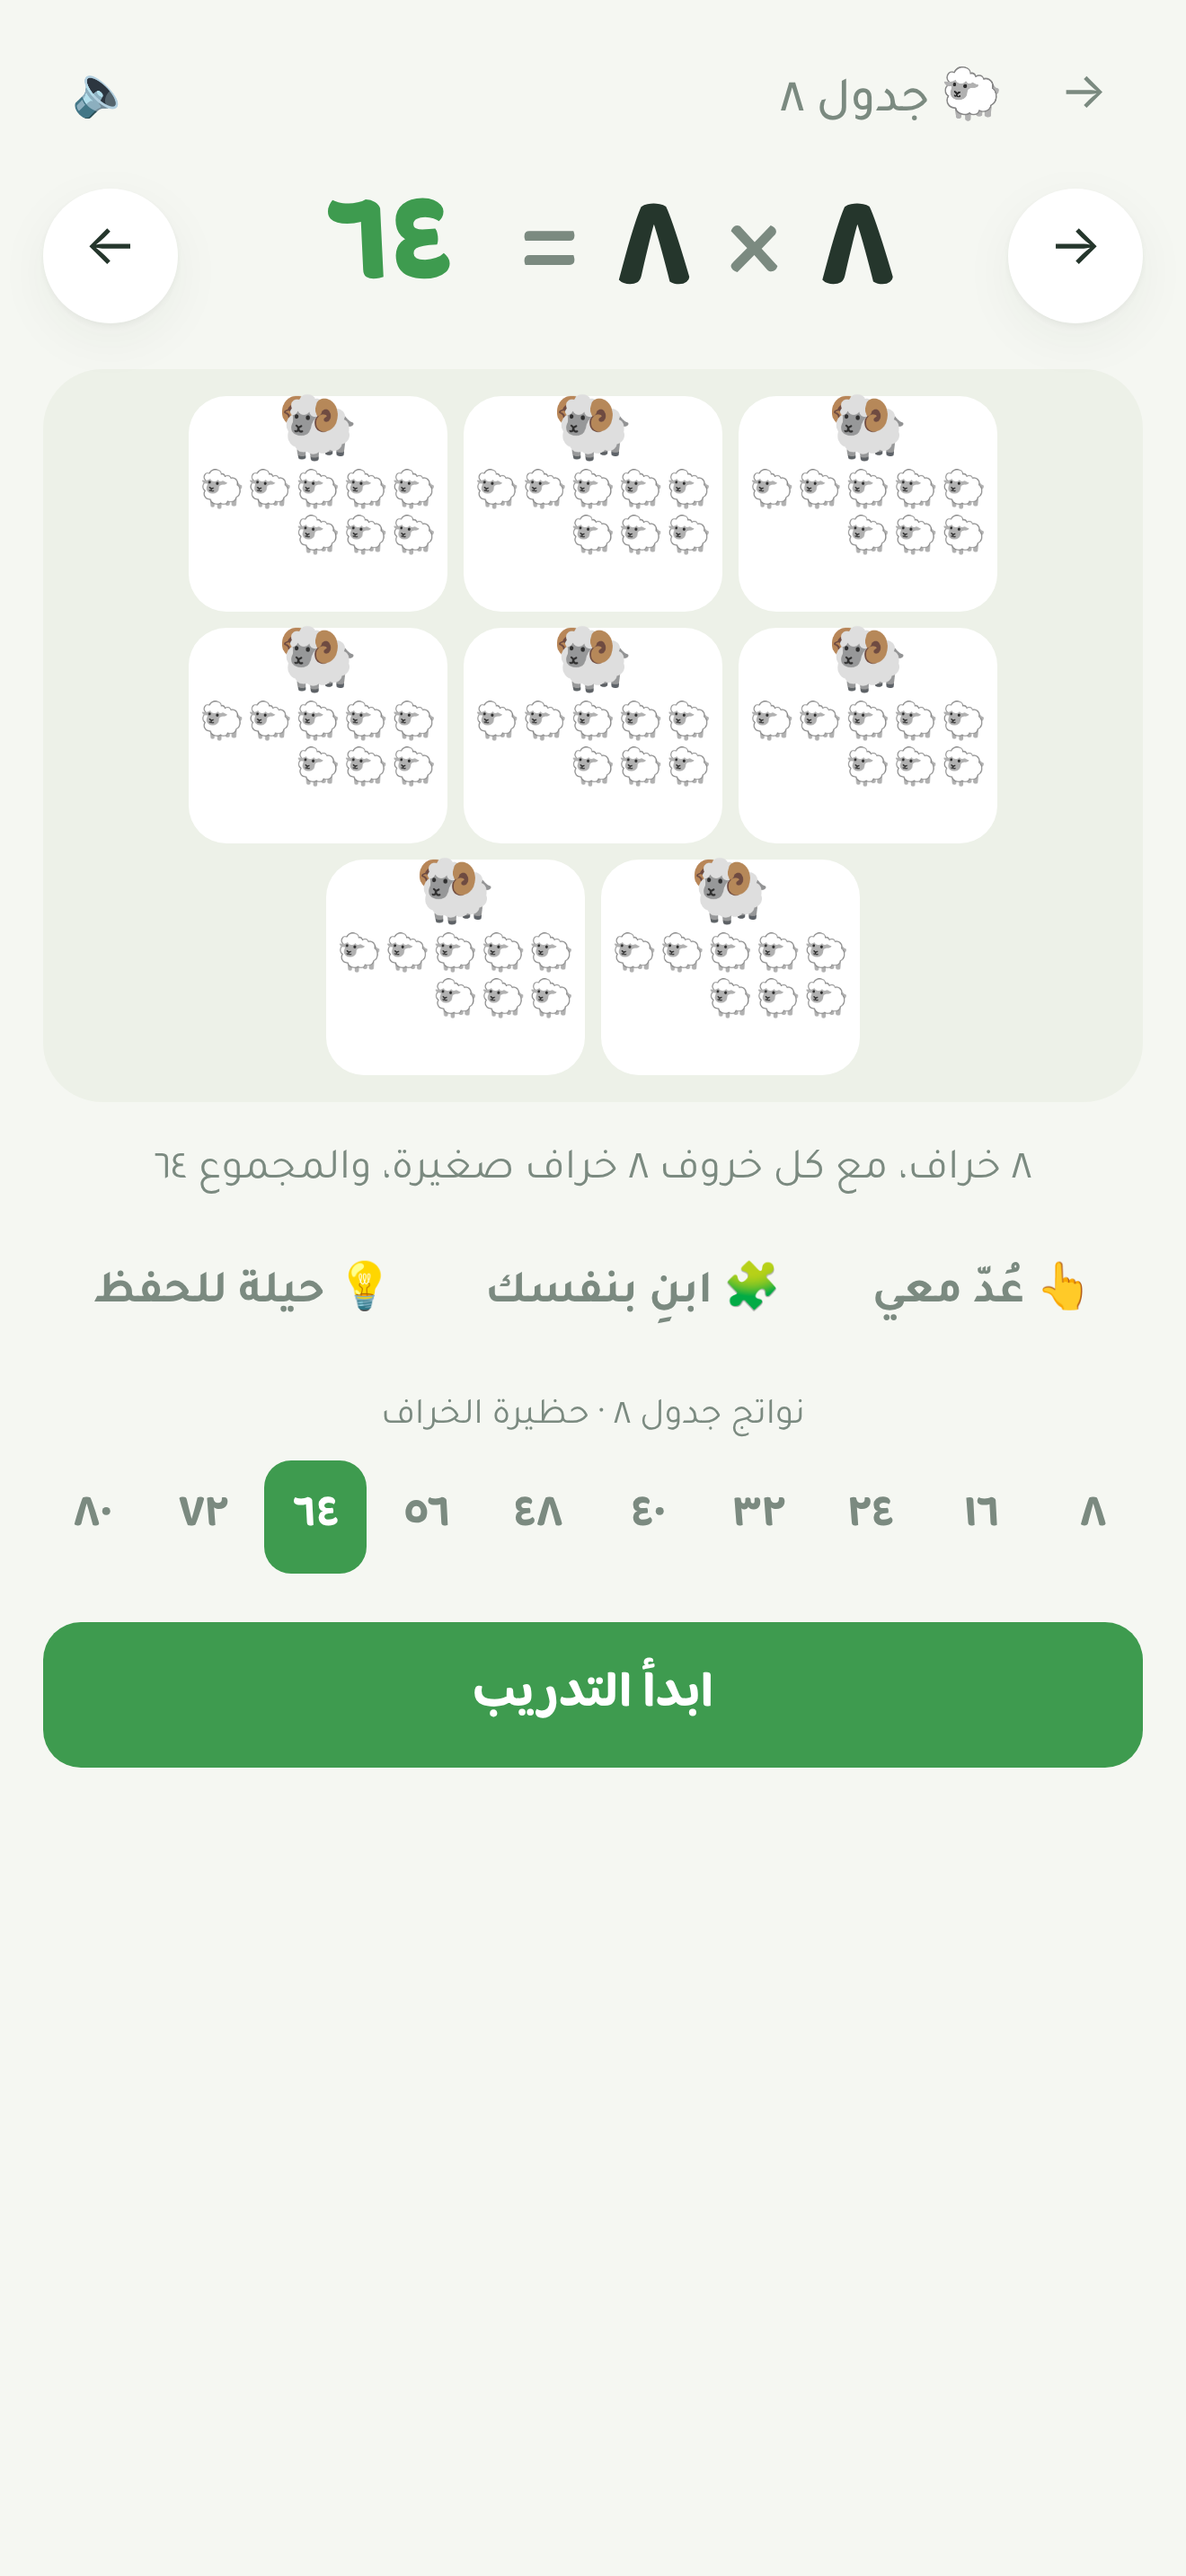 جدول ٨
٨ × ٨ = ٦٤
٨ خراف، مع كل خروف ٨ خراف صغيرة، والمجموع ٦٤
عُدّ معي
ابنِ بنفسك
حيلة للحفظ
نواتج جدول ٨ · حظيرة الخراف
٨ ١٦ ٢٤ ٣٢ ٤٠ ٤٨ ٥٦ ٦٤ ٧٢ ٨٠
ابدأ التدريب